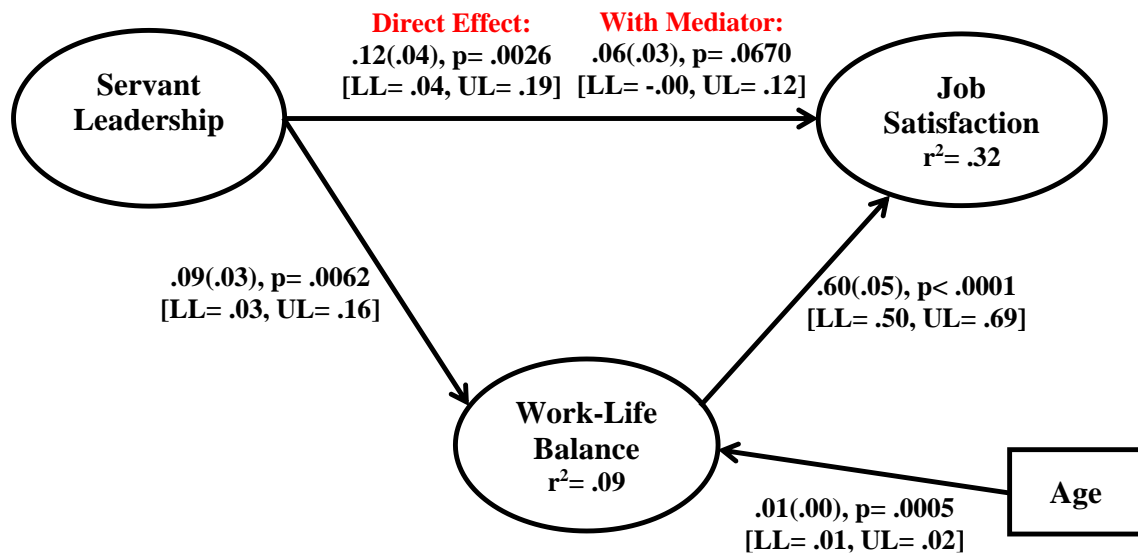 Direct Effect:
.12(.04), p= .0026
[LL= .04, UL= .19]
With Mediator:
.06(.03), p= .0670
[LL= -.00, UL= .12]
Servant
Leadership
Job
Satisfaction
r²= .32
.09(.03), p= .0062
[LL= .03, UL= .16]
.60(.05), p< .0001
[LL= .50, UL= .69]
Work-Life
Balance
r²= .09
Age
.01(.00), p= .0005
[LL= .01, UL= .02]